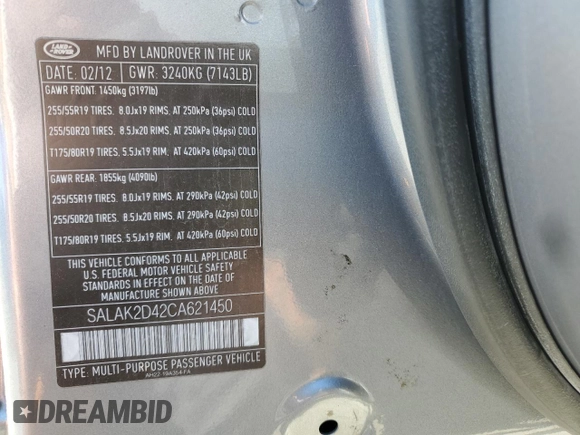 LAND ROVER
MFD BY LANDROVER IN THE UK
DATE: 02/12 GWR: 3240KG (7143LB)
GAWR FRONT: 1450kg (3197lb)
255/55R19 TIRES. 8.0Jx19 RIMS, AT 250kPa (36psi) COLD
255/50R20 TIRES. 8.5Jx20 RIMS, AT 250kPa (36psi) COLD
T175/80R19 TIRES. 5.5Jx19 RIM, AT 420kPa (60psi) COLD
GAWR REAR: 1855kg (4090lb)
255/55R19 TIRES. 8.0Jx19 RIMS. AT 290kPa (42psi) COLD
255/50R20 TIRES. 8.5Jx20 RIMS. AT 290kPa (42psi) COLD
T175/80R19 TIRES. 5.5Jx19 RIM, AT 420kPa (60psi) COLD
THIS VEHICLE CONFORMS TO ALL APPLICABLE
U.S. FEDERAL MOTOR VEHICLE SAFETY
STANDARDS IN EFFECT ON THE DATE OF
MANUFACTURE SHOWN ABOVE.
SALAK2D42CA621450
TYPE: MULTI-PURPOSE PASSENGER VEHICLE
DREAMBID